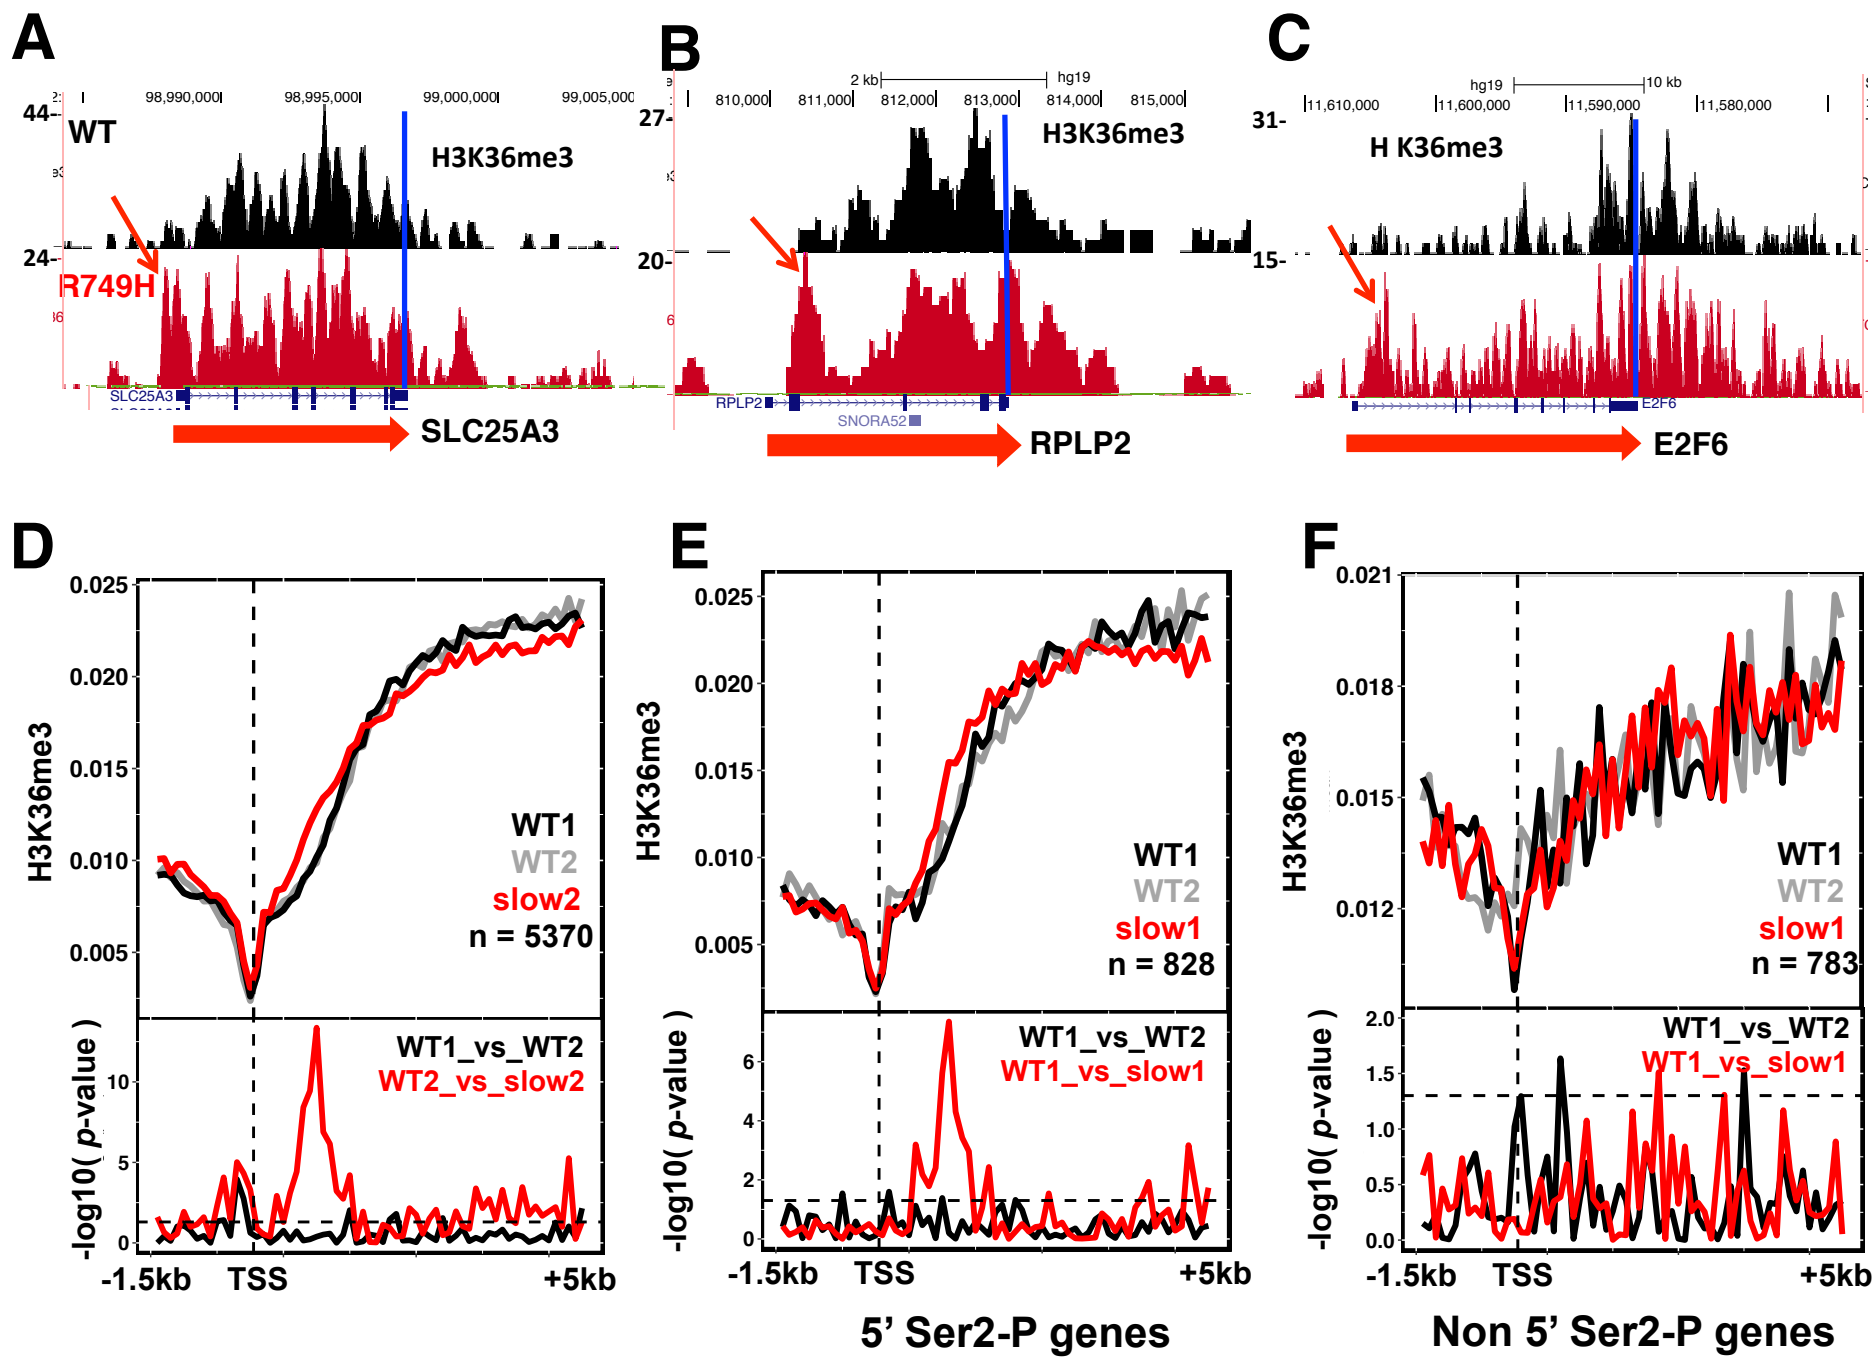 A
2:
98,990,000
98,995,000
99,000,000
99,005,000
44-
WT
H3K36me3
24-
R749H
SLC25A3
SLC25A3
B
2 kb
hg19
810,000
811,000
812,000
813,000
814,000
815,000
27-
H3K36me3
20-
RPLP2
SNORA52
RPLP2
C
hg19
10 kb
11,610,000
11,600,000
11,590,000
11,580,000
31-
H K36me3
15-
E2F6
E2F6
D
H3K36me3
0.025
0.020
0.015
0.010
0.005
WT1
WT2
slow2
n = 5370
-log10( p-value )
10
5
0
WT1_vs_WT2
WT2_vs_slow2
-1.5kb
TSS
+5kb
E
H3K36me3
0.025
0.020
0.015
0.010
0.005
WT1
WT2
slow1
n = 828
-log10( p-value )
6
4
2
0
WT1_vs_WT2
WT1_vs_slow1
-1.5kb
TSS
+5kb
5’ Ser2-P genes
F
H3K36me3
0.021
0.018
0.015
0.012
WT1
WT2
slow1
n = 783
-log10( p-value )
2.0
1.5
1.0
0.5
0.0
WT1_vs_WT2
WT1_vs_slow1
-1.5kb
TSS
+5kb
Non 5’ Ser2-P genes